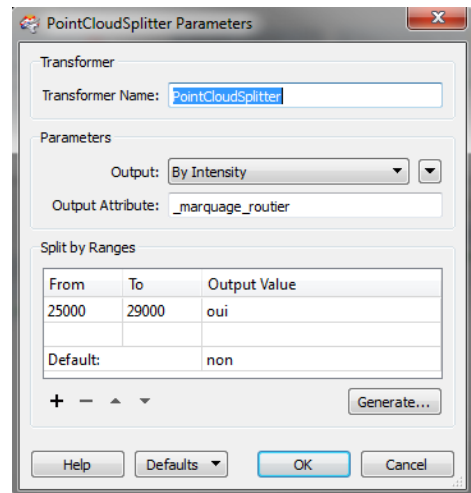 PointCloudSplitter Parameters
Transformer
Transformer Name: PointCloudSplitter
Parameters
Output: By Intensity
Output Attribute: _marquage_routier
Split by Ranges
From To Output Value
25000 29000 oui
Default: non
Generate...
Help Defaults OK Cancel